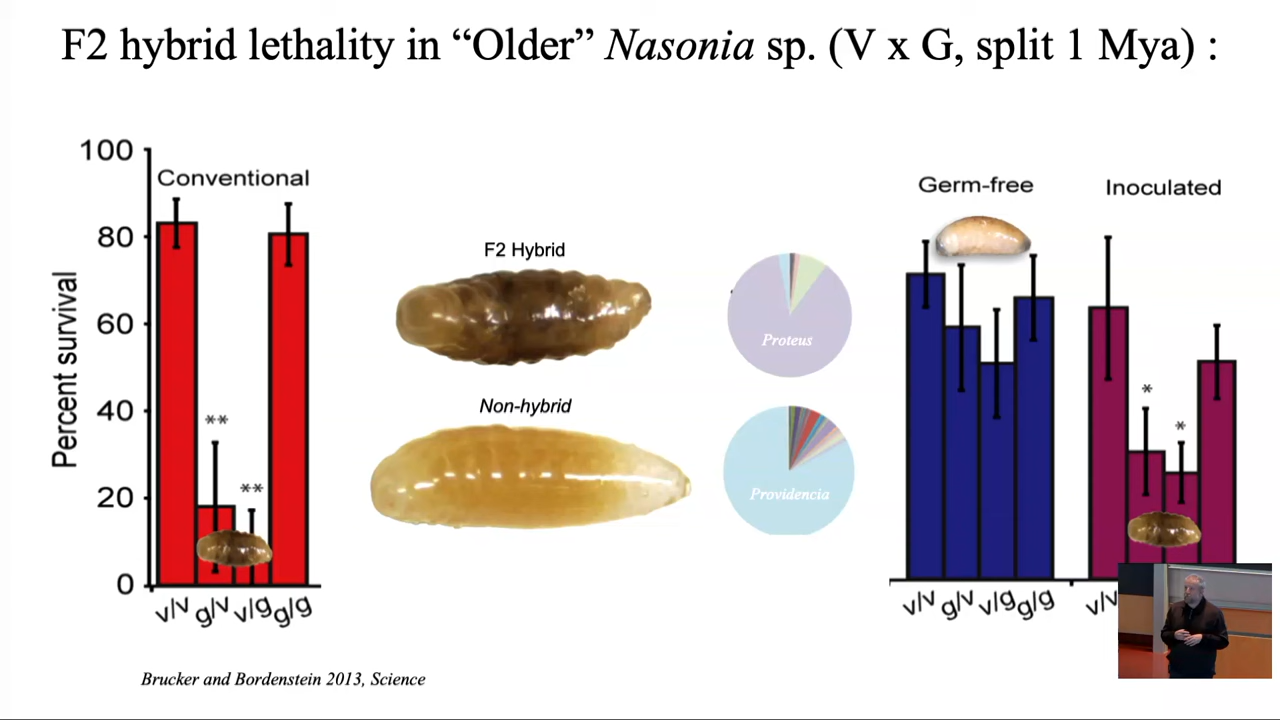 F2 hybrid lethality in “Older” Nasonia sp. (V x G, split 1 Mya) :
Percent survival
100
80
60
40
20
0
Conventional
**
**
v/v g/v v/g g/g
F2 Hybrid
Non-hybrid
Proteus
Providencia
Germ-free
v/v g/v v/g g/g
Inoculated
*
*
v/v
Brucker and Bordenstein 2013, Science